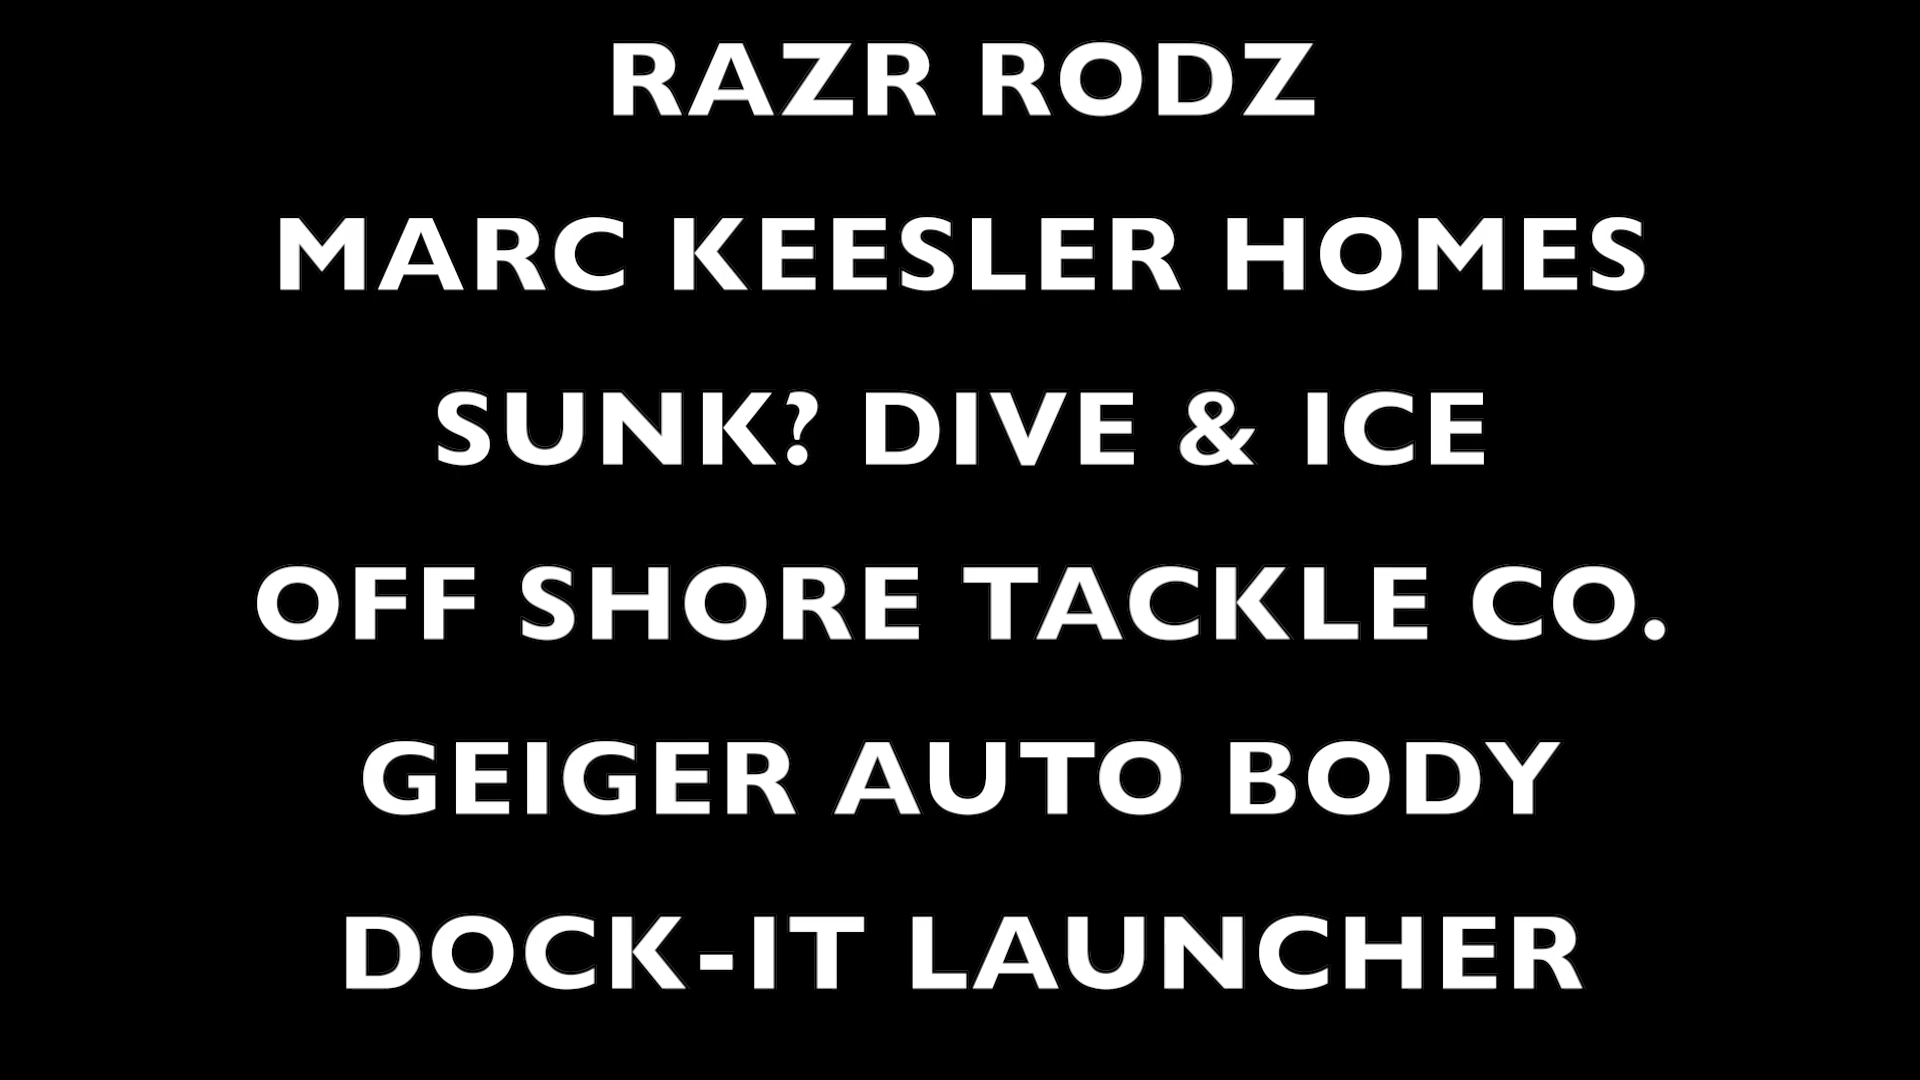 RAZR RODZ
MARC KEESLER HOMES
SUNK? DIVE & ICE
OFF SHORE TACKLE CO.
GEIGER AUTO BODY
DOCK-IT LAUNCHER